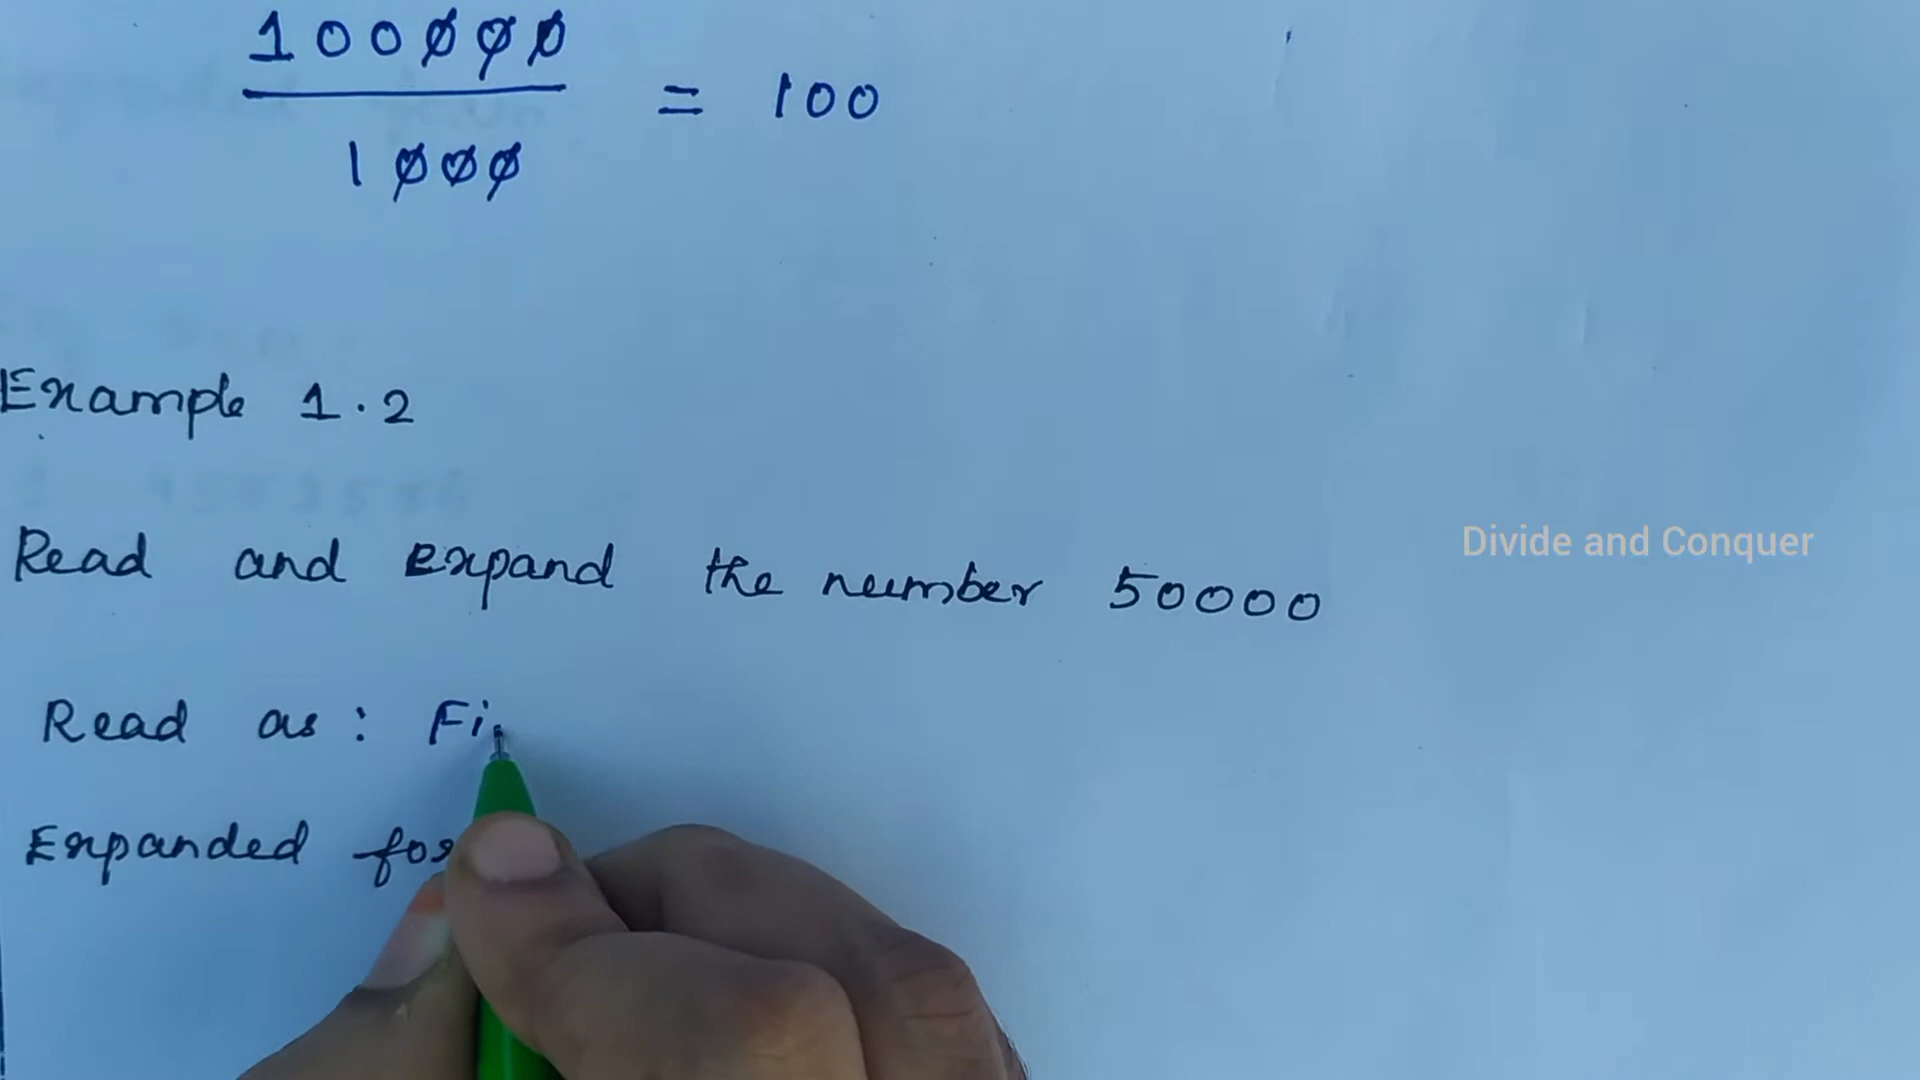 100000
1000
= 100
Example 1.2
Read and expand the number 50000
Divide and Conquer
Read as : Fi
Expanded for